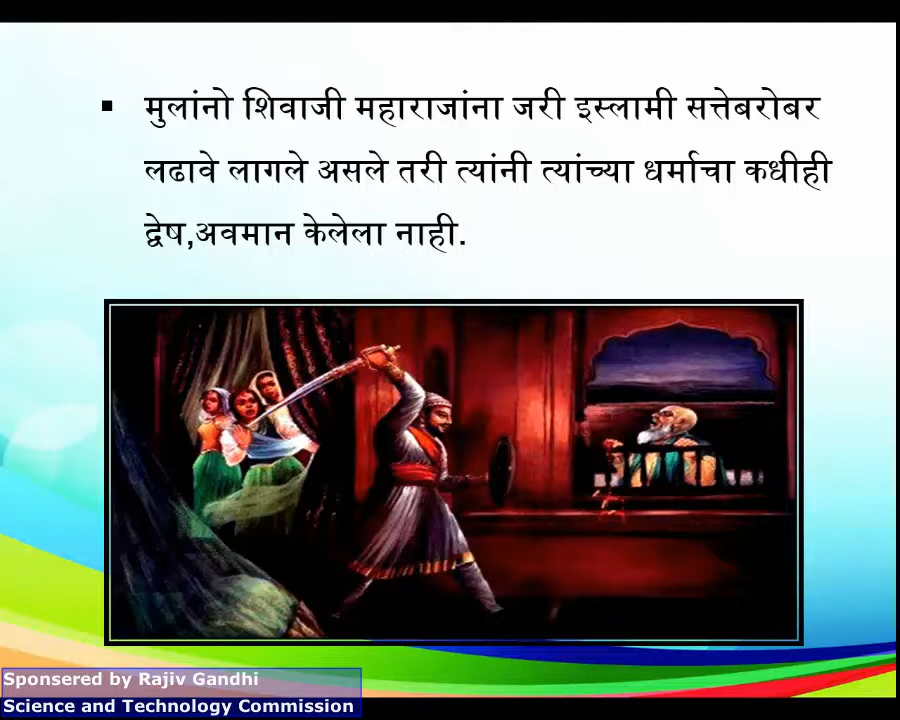 ▪ मुलांनो शिवाजी महाराजांना जरी इस्लामी सत्तेबरोबर
लढावे लागले असले तरी त्यांनी त्यांच्या धर्माचा कधीही
द्वेष,अवमान केलेला नाही.
Sponsered by Rajiv Gandhi
Science and Technology Commission